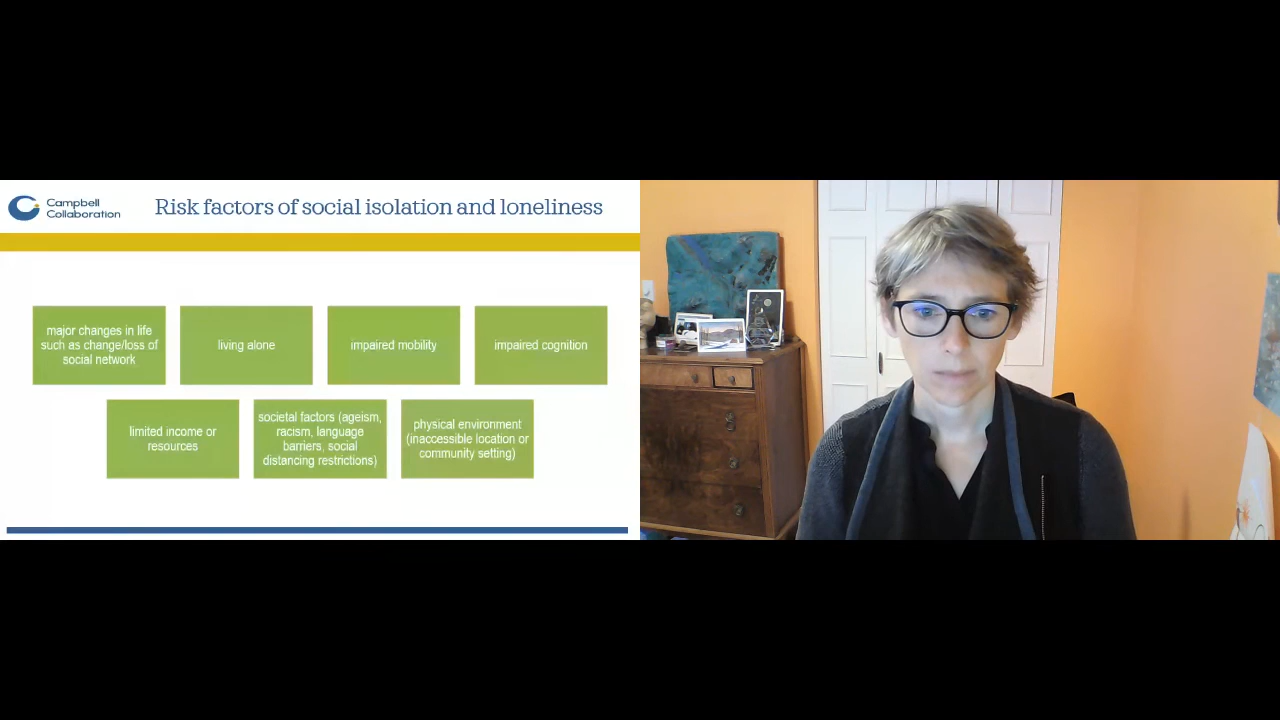 Campbell
Collaboration
Risk factors of social isolation and loneliness
major changes in life
such as change/loss of
social network
living alone
impaired mobility
impaired cognition
limited income or
resources
societal factors (ageism,
racism, language
barriers, social
distancing restrictions)
physical environment
(inaccessible location or
community setting)